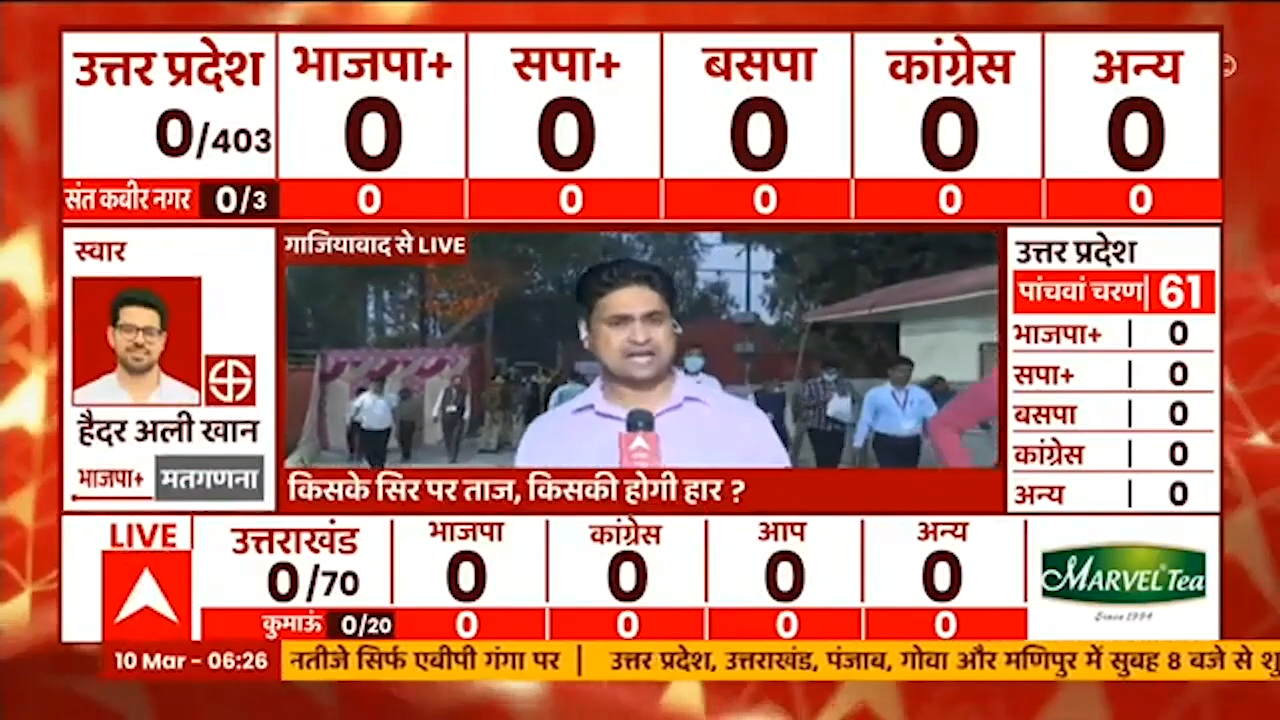 उत्तर प्रदेश
0/403
भाजपा+
0
सपा+
0
बसपा
0
कांग्रेस
0
अन्य
0
संत कबीर नगर 0/3 0 0 0 0 0
स्वार
हैदर अली खान
भाजपा+ मतगणना
गाजियाबाद से LIVE
किसके सिर पर ताज, किसकी होगी हार ?
उत्तर प्रदेश
पांचवां चरण 61
भाजपा+ | 0
सपा+ | 0
बसपा | 0
कांग्रेस | 0
अन्य | 0
LIVE
उत्तराखंड
0/70
भाजपा
0
कांग्रेस
0
आप
0
अन्य
0
कुमाऊं 0/20 0 0 0 0
MARVEL Tea
Since 1994
10 Mar - 06:26
नतीजे सिर्फ एबीपी गंगा पर | उत्तर प्रदेश, उत्तराखंड, पंजाब, गोवा और मणिपुर में सुबह 8 बजे से